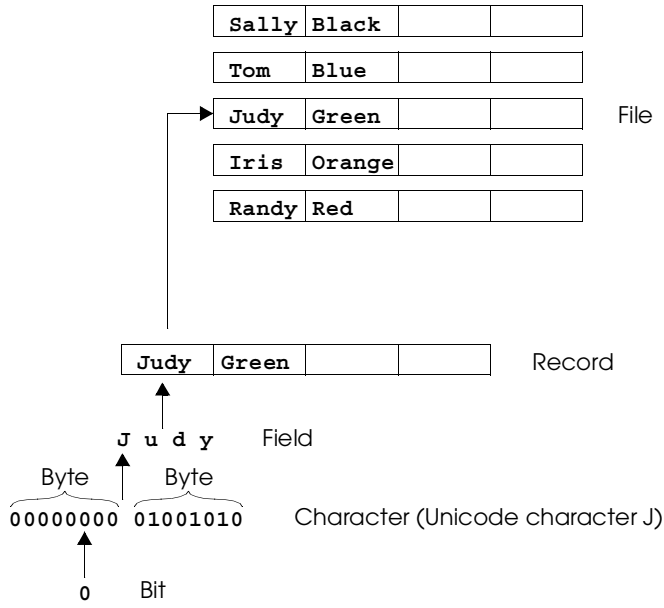 Sally Black
Tom Blue
Judy Green File
Iris Orange
Randy Red
Judy Green Record
J u d y Field
Byte Byte
00000000 01001010 Character (Unicode character J)
0 Bit